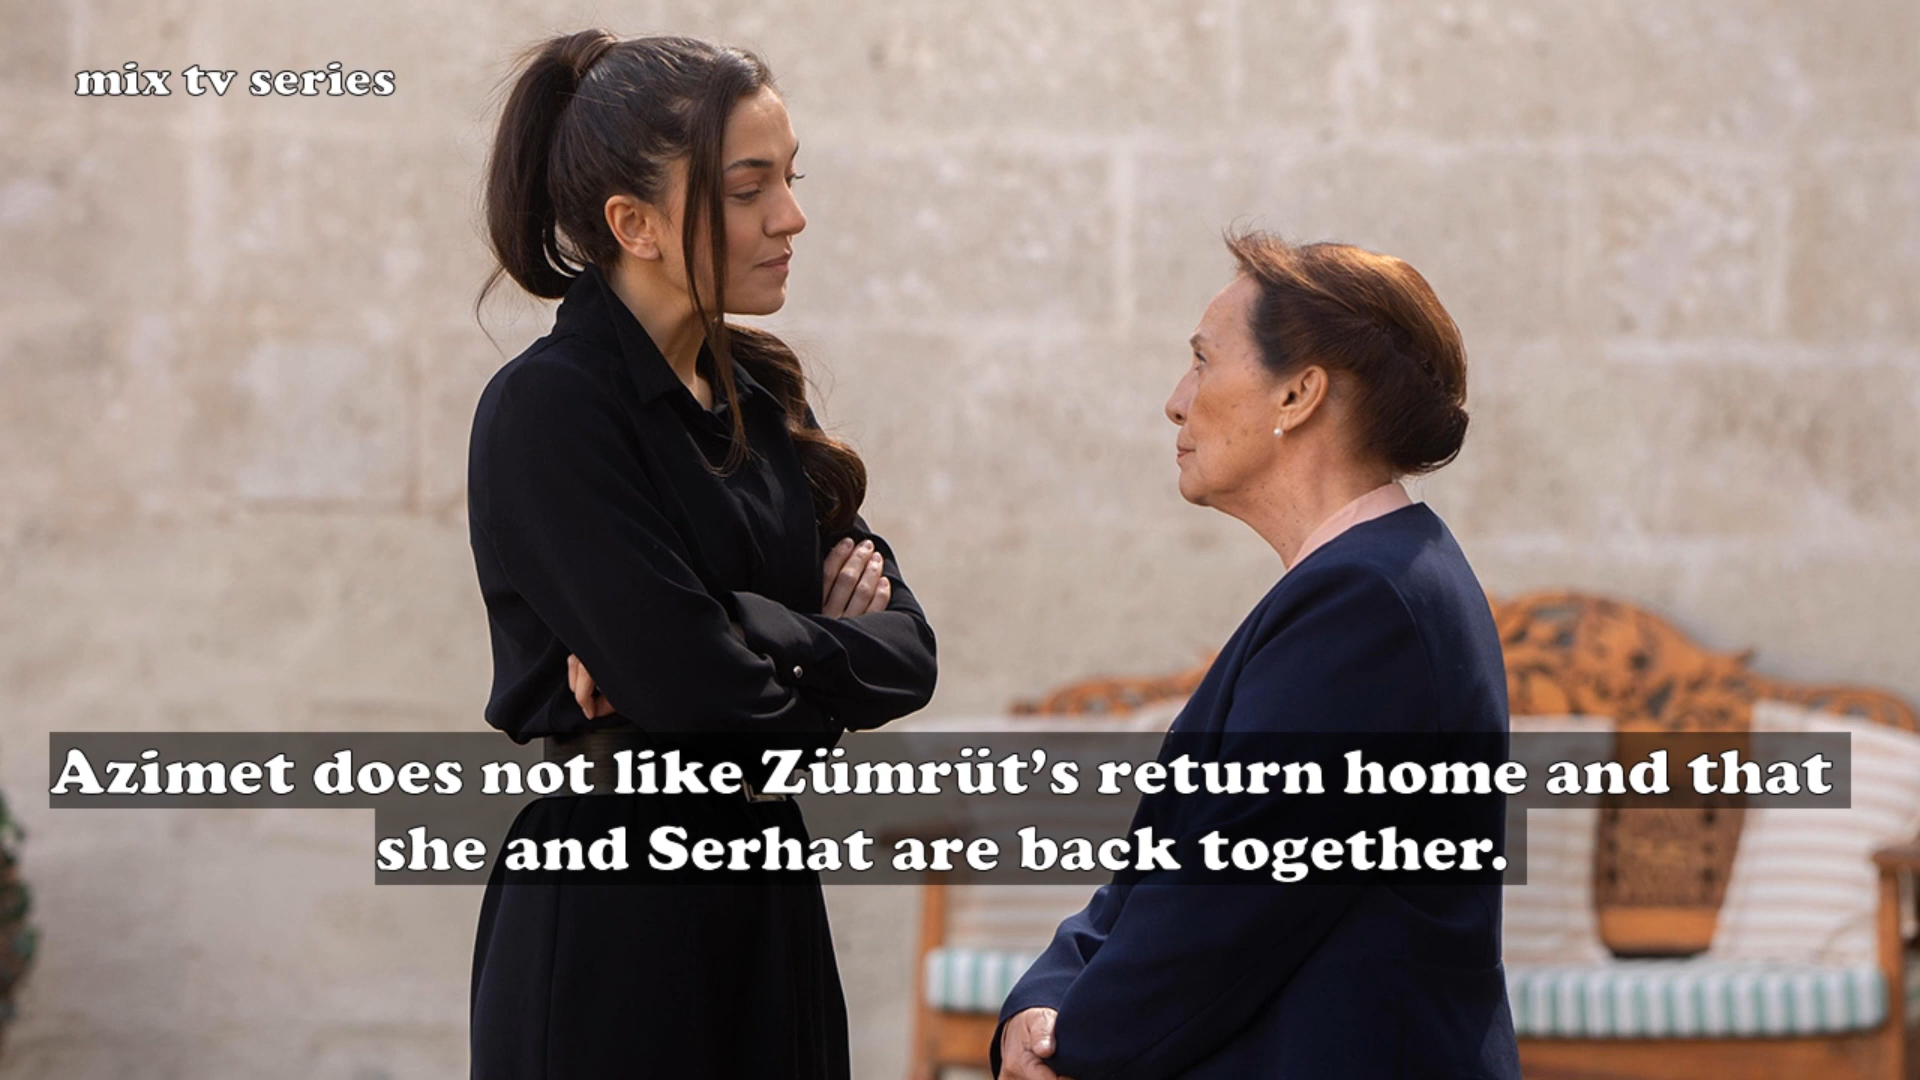 mix tv series
Azimet does not like Zümrüt’s return home and that
she and Serhat are back together.